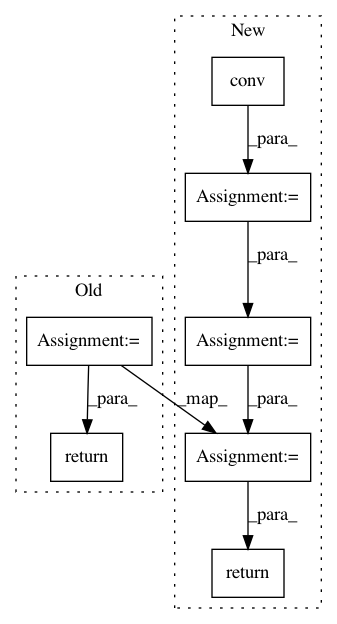 New
conv
_para_
Assignment:=
_para_
Old
Assignment:=
Assignment:=
_para_
_map_
_para_
return
Assignment:=
_para_
return